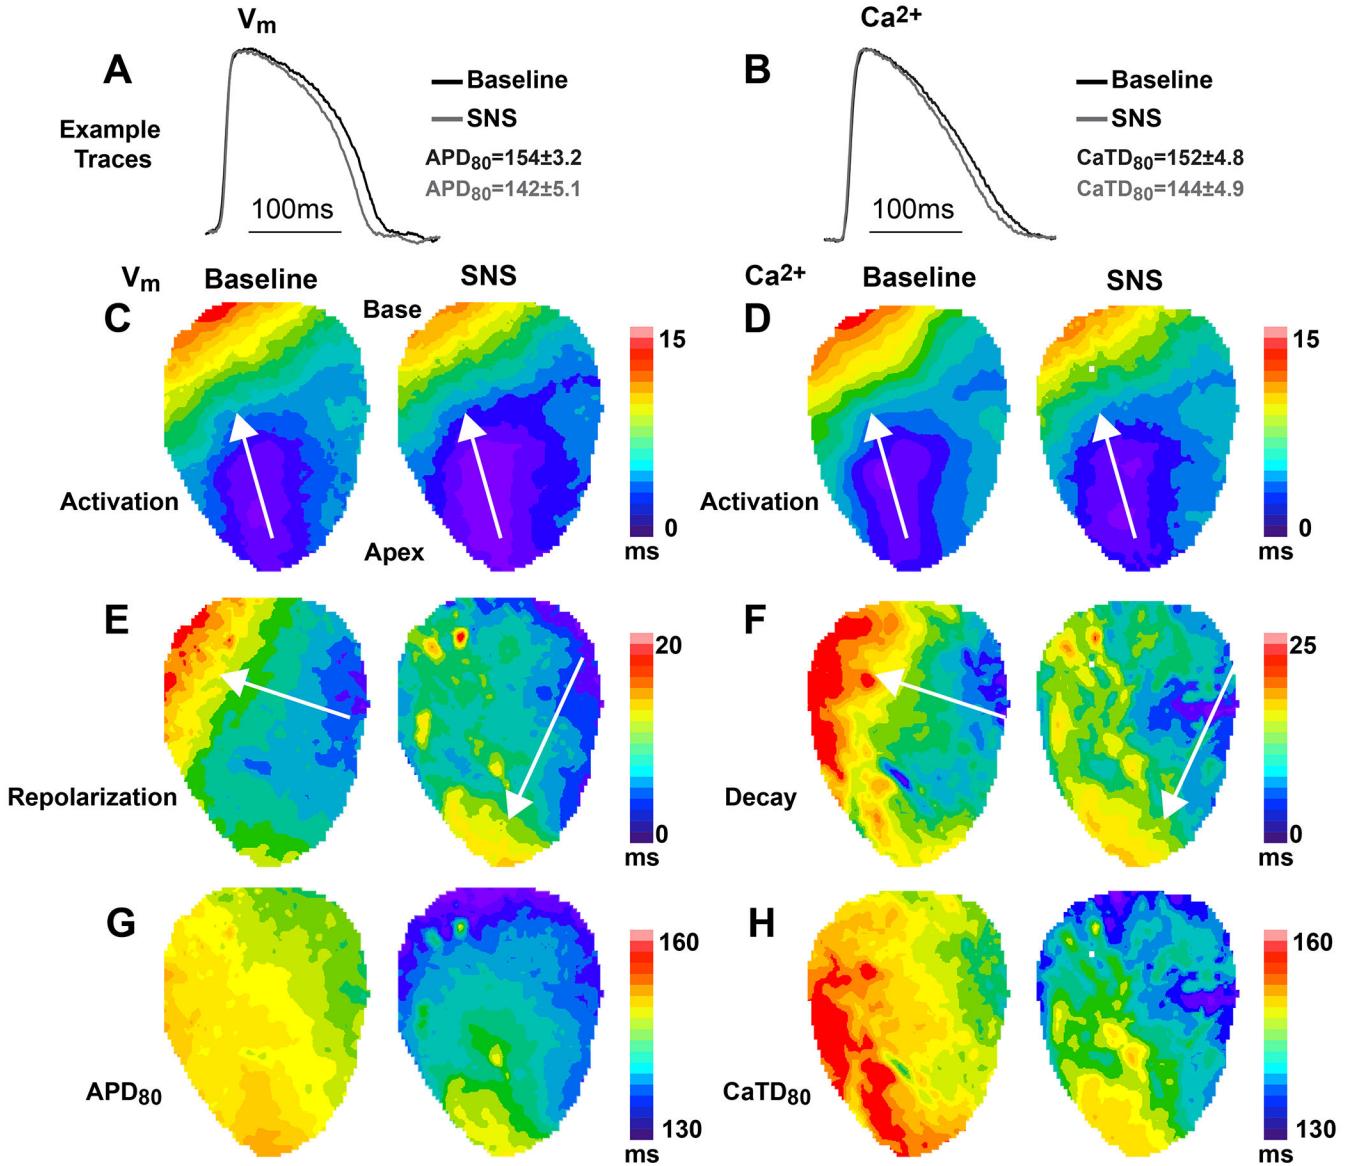 Vm
Ca2+
A
Example
Traces
Baseline
SNS
APD80=154±3.2
APD80=142±5.1
100ms
B
Baseline
SNS
CaTD80=152±4.8
CaTD80=144±4.9
100ms
Vm Baseline SNS
Ca2+ Baseline SNS
C
Base
Activation
Apex
15
0
ms
D
Activation
15
0
ms
E
Repolarization
20
0
ms
F
Decay
25
0
ms
G
APD80
160
130
ms
H
CaTD80
160
130
ms